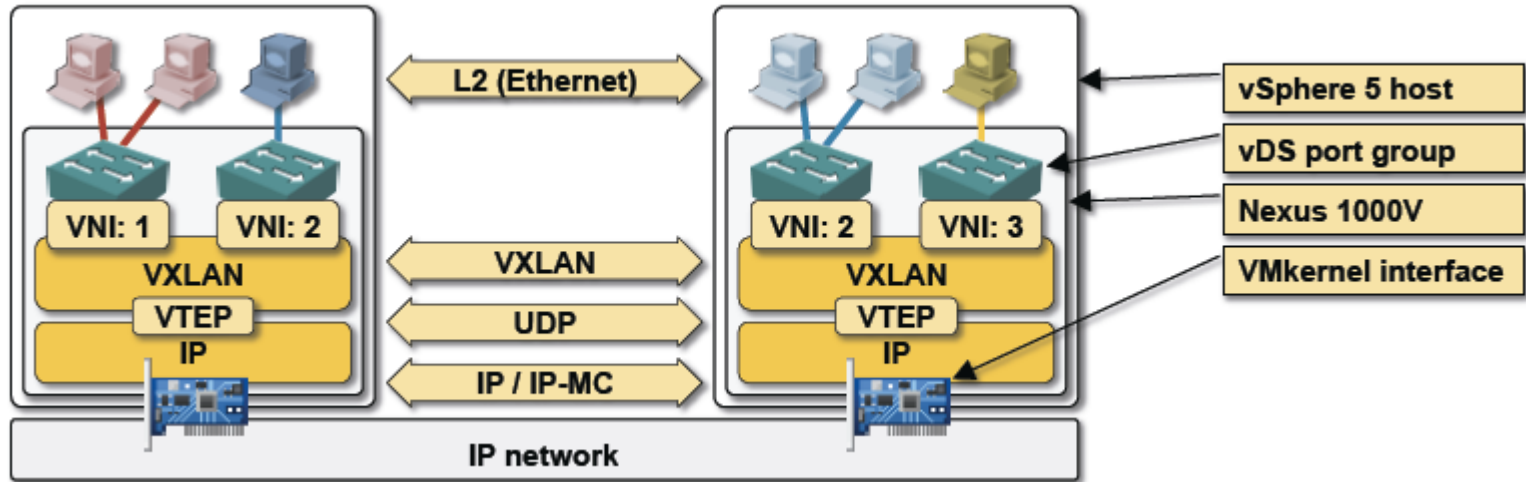 L2 (Ethernet)
vSphere 5 host
vDS port group
Nexus 1000V
VMkernel interface
VNI: 1
VNI: 2
VNI: 2
VNI: 3
VXLAN
VXLAN
VXLAN
VTEP
UDP
VTEP
IP
IP / IP-MC
IP
IP network